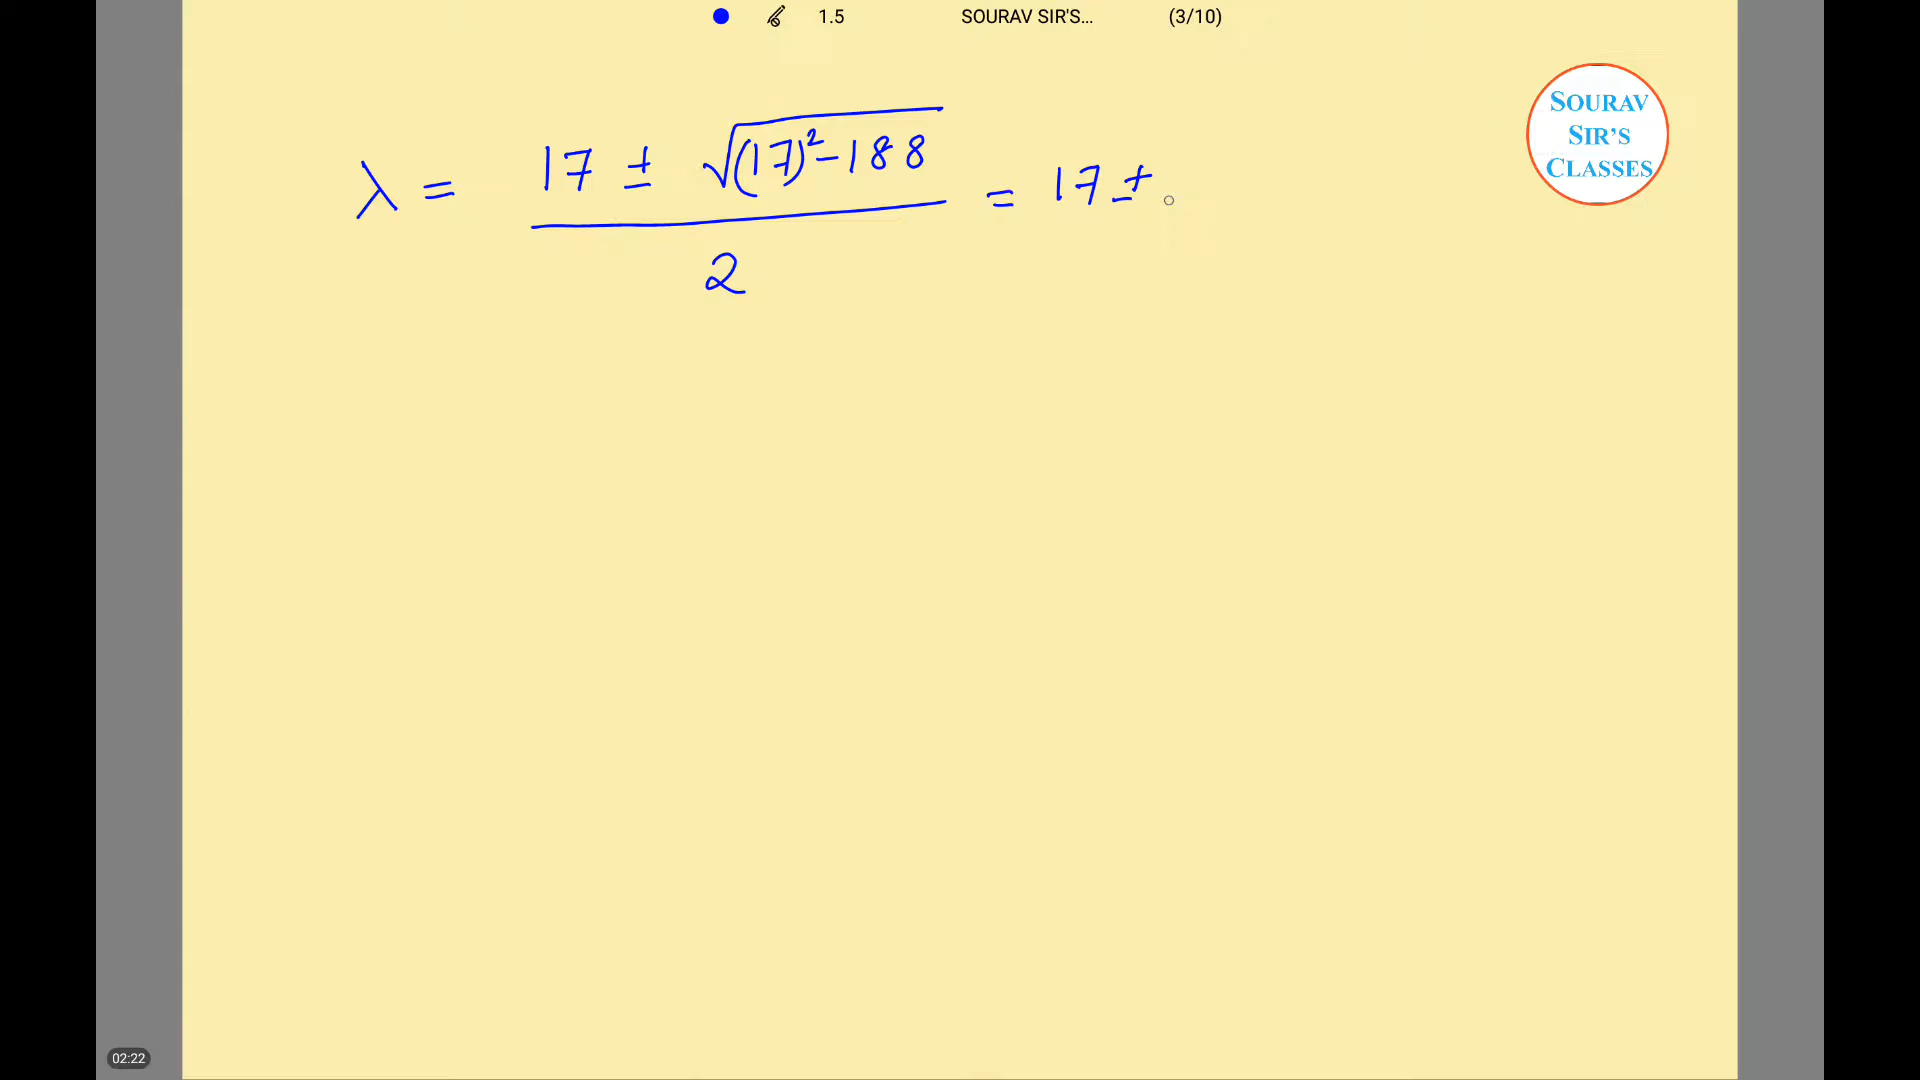 1.5 SOURAV SIR'S... (3/10)
SOURAV
SIR'S
CLASSES
λ = (17 ± √((17)² - 188)) / 2 = 17 ±
02:22